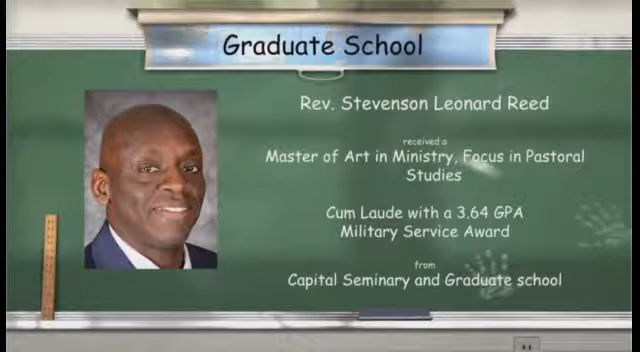 Graduate School
Rev. Stevenson Leonard Reed
received a
Master of Art in Ministry, Focus in Pastoral
Studies
Cum Laude with a 3.64 GPA
Military Service Award
from
Capital Seminary and Graduate school